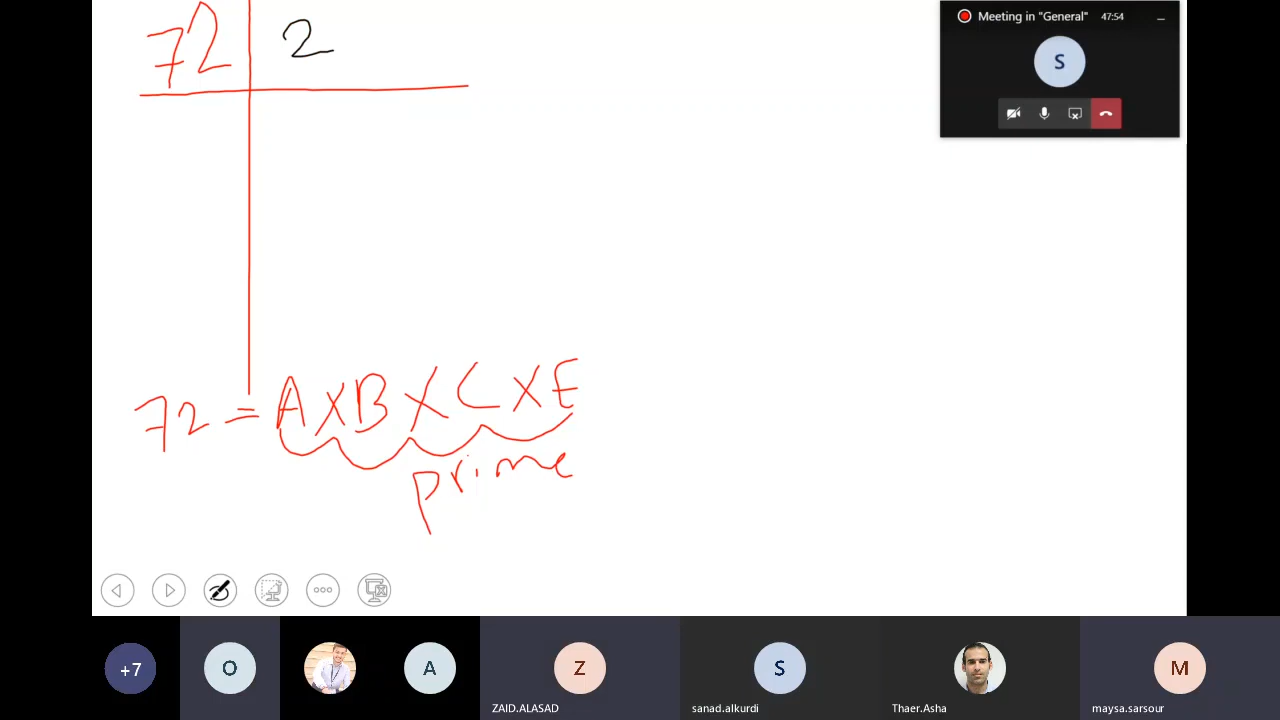 72 2
Meeting in "General" 47:54
S
72 = A X B X C X E
prime
+7 O A Z S M
ZAID.ALASAD sanad.alkurdi Thaer.Asha maysa.sarsour